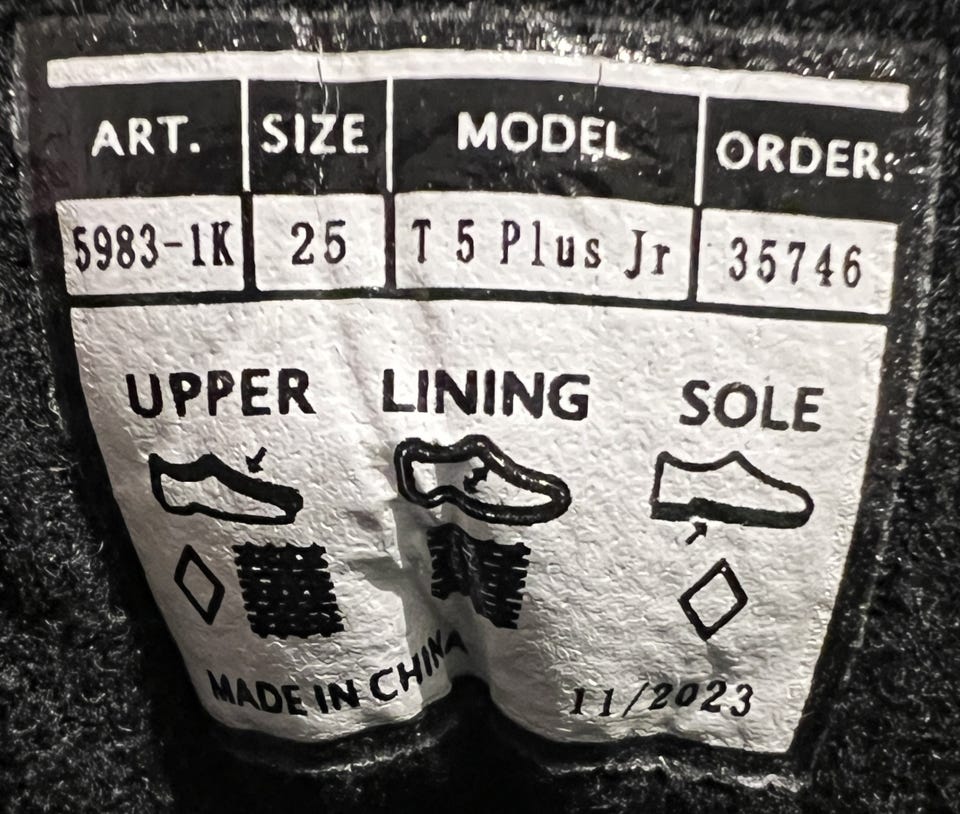 ART. SIZE MODEL ORDER:
5983-1K 25 T 5 Plus Jr 35746
UPPER LINING SOLE
MADE IN CHINA 11/2023